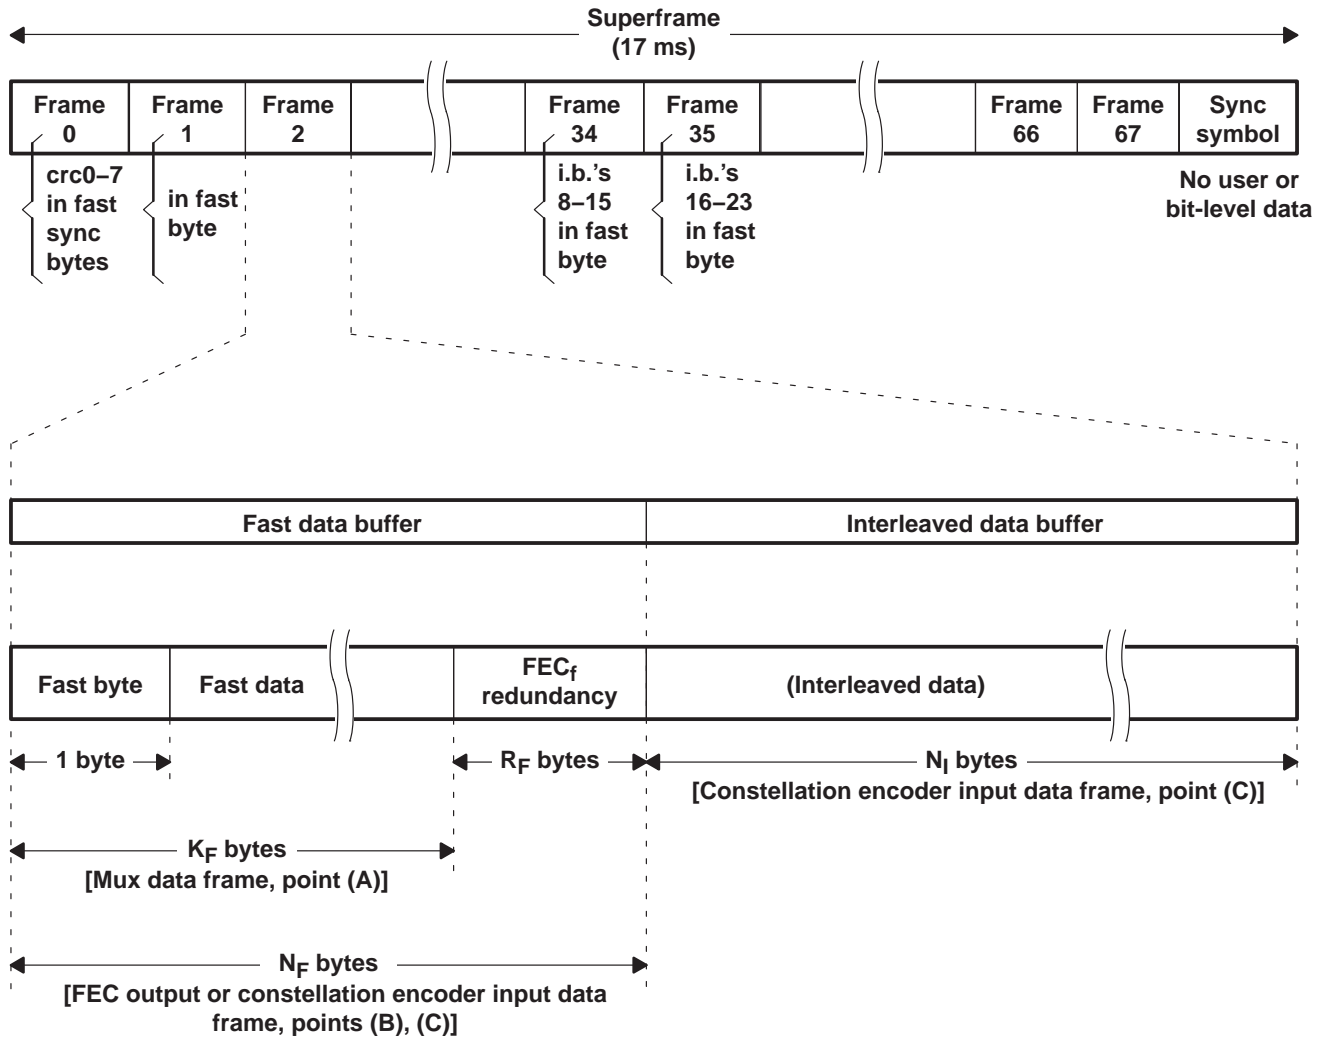 Superframe
(17 ms)
Frame
0
Frame
1
Frame
2
Frame
34
Frame
35
Frame
66
Frame
67
Sync
symbol
crc0–7
in fast
sync
bytes
in fast
byte
i.b.'s
8–15
in fast
byte
i.b.'s
16–23
in fast
byte
No user or
bit-level data
Fast data buffer
Interleaved data buffer
Fast byte
Fast data
FECf
redundancy
(Interleaved data)
1 byte
RF bytes
NI bytes
[Constellation encoder input data frame, point (C)]
KF bytes
[Mux data frame, point (A)]
NF bytes
[FEC output or constellation encoder input data
frame, points (B), (C)]